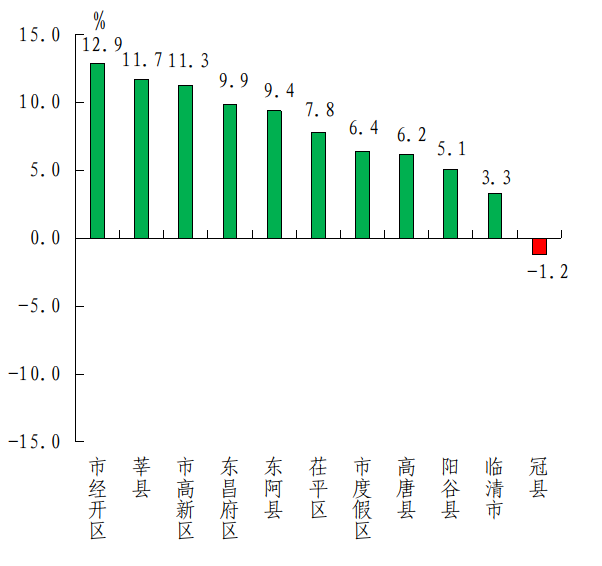 %
15.0
10.0
5.0
0.0
-5.0
-10.0
-15.0
12.9
11.7
11.3
9.9
9.4
7.8
6.4
6.2
5.1
3.3
-1.2
市经开区
莘县
市高新区
东昌府区
东阿县
茌平区
市度假区
高唐县
阳谷县
临清市
冠县